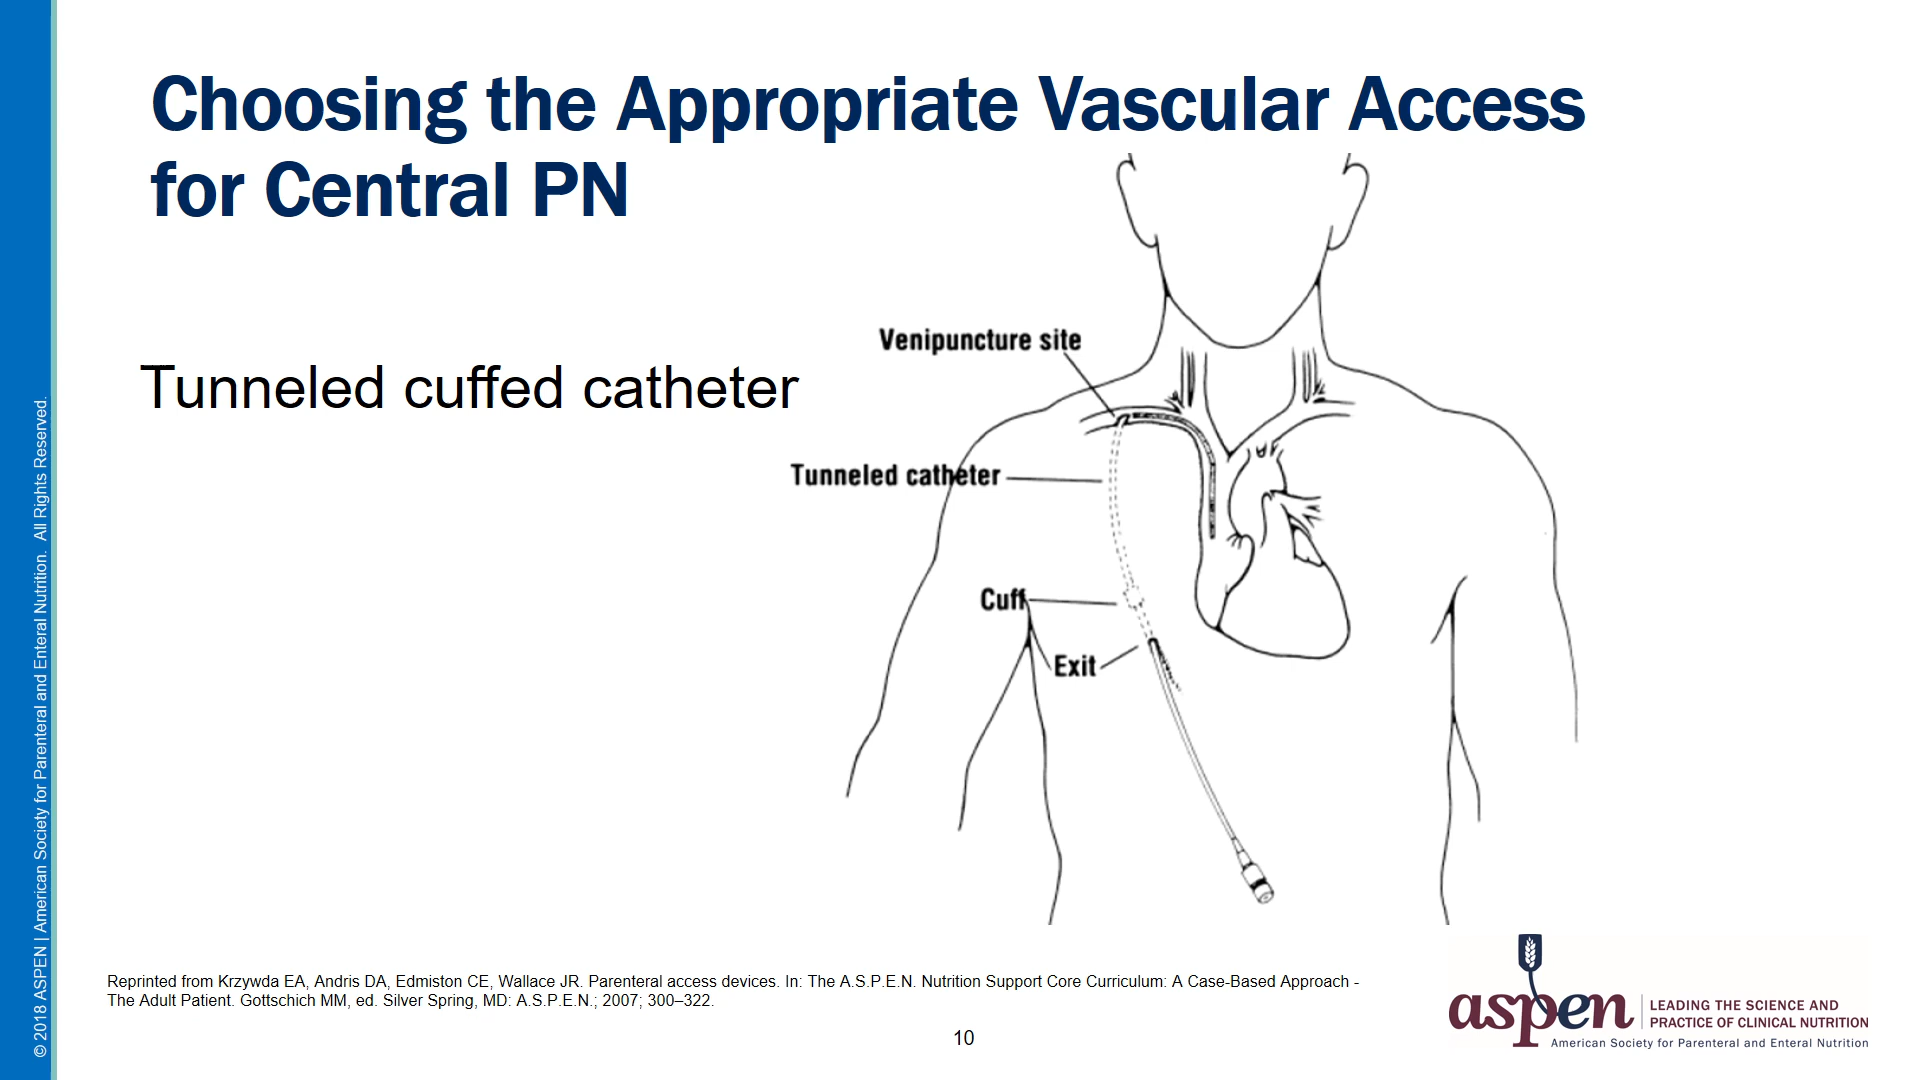 Choosing the Appropriate Vascular Access
for Central PN
Tunneled cuffed catheter
Venipuncture site
Tunneled catheter
Cuff
Exit
Reprinted from Krzywda EA, Andris DA, Edmiston CE, Wallace JR. Parenteral access devices. In: The A.S.P.E.N. Nutrition Support Core Curriculum: A Case-Based Approach -
The Adult Patient. Gottschich MM, ed. Silver Spring, MD: A.S.P.E.N.; 2007; 300–322.
10
aspen
LEADING THE SCIENCE AND
PRACTICE OF CLINICAL NUTRITION
American Society for Parenteral and Enteral Nutrition
© 2018 ASPEN | American Society for Parenteral and Enteral Nutrition. All Rights Reserved.